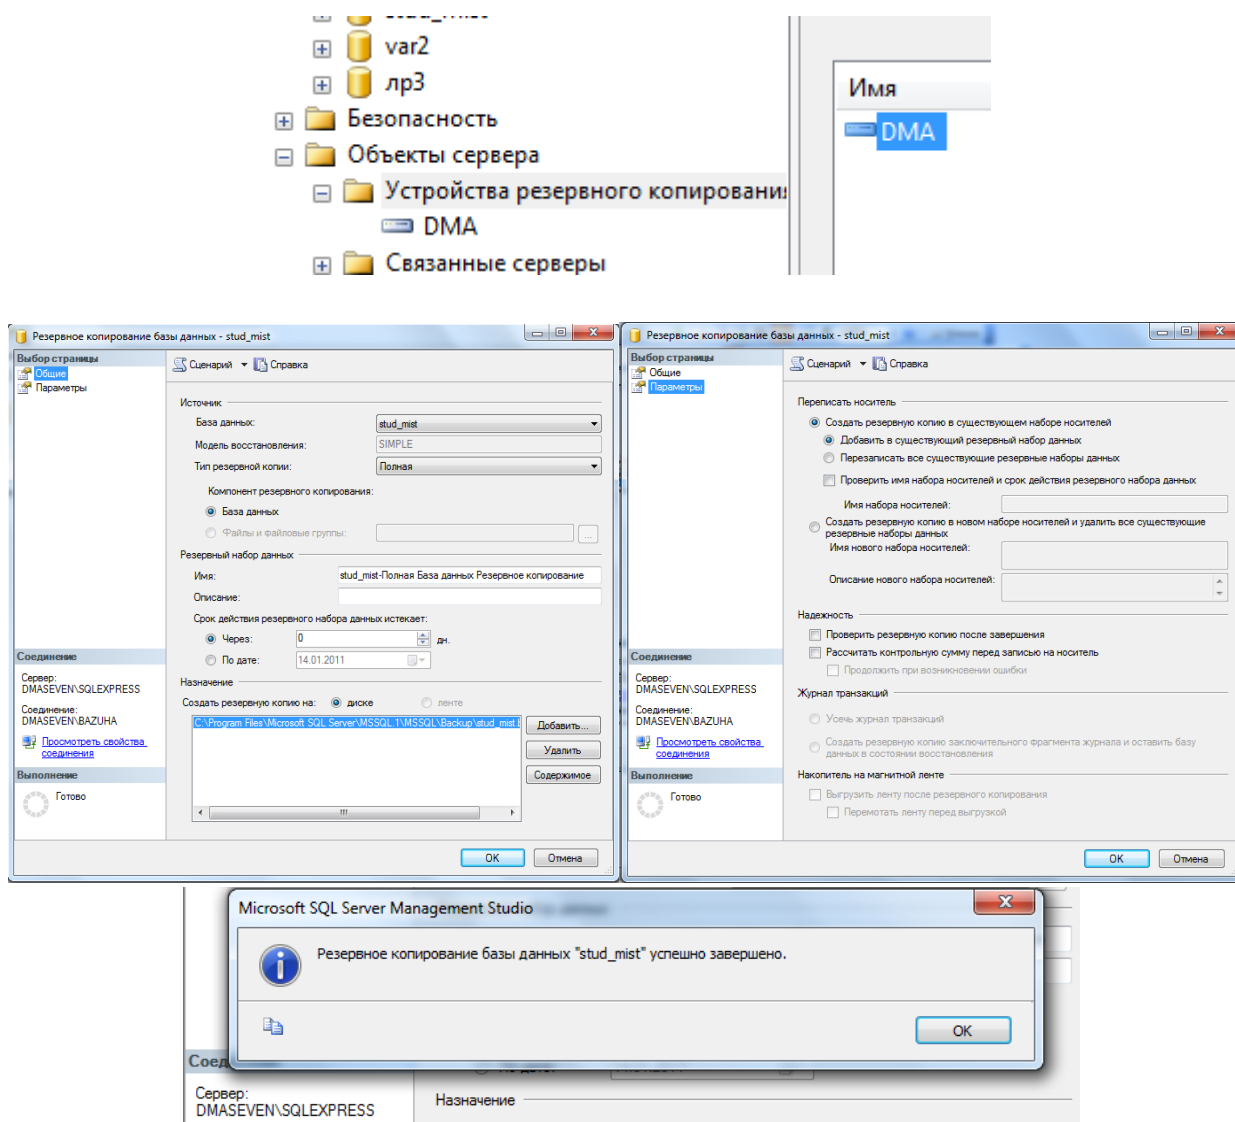 stud_mist
var2
лр3
Безопасность
Объекты сервера
Устройства резервного копирования
DMA
Связанные серверы
Имя
DMA
Резервное копирование базы данных - stud_mist
Выбор страницы
Общие
Параметры
Сценарий
Справка
Источник
База данных:
stud_mist
Модель восстановления:
SIMPLE
Тип резервной копии:
Полная
Компонент резервного копирования:
База данных
Файлы и файловые группы:
...
Резервный набор данных
Имя:
stud_mist-Полная База данных Резервное копирование
Описание:
Срок действия резервного набора данных истекает:
Через:
0
дн.
По дате:
14.01.2011
Назначение
Создать резервную копию на:
диске
ленте
C:\Program Files\Microsoft SQL Server\MSSQL.1\MSSQL\Backup\stud_mist.
Добавить...
Удалить
Содержимое
Соединение
Сервер:
DMASEVEN\SQLEXPRESS
Соединение:
DMASEVEN\BAZUHA
Просмотреть свойства
соединения
Выполнение
Готово
OK
Отмена
Резервное копирование базы данных - stud_mist
Выбор страницы
Общие
Параметры
Сценарий
Справка
Переписать носитель
Создать резервную копию в существующем наборе носителей
Добавить в существующий резервный набор данных
Перезаписать все существующие резервные наборы данных
Проверить имя набора носителей и срок действия резервного набора данных
Имя набора носителей:
Создать резервную копию в новом наборе носителей и удалить все существующие
резервные наборы данных
Имя нового набора носителей:
Описание нового набора носителей:
Надежность
Проверить резервную копию после завершения
Рассчитать контрольную сумму перед записью на носитель
Продолжить при возникновении ошибки
Журнал транзакций
Усечь журнал транзакций
Создать резервную копию заключительного фрагмента журнала и оставить базу
данных в состоянии восстановления
Накопитель на магнитной ленте
Выгрузить ленту после резервного копирования
Перемотать ленту перед выгрузкой
Соединение
Сервер:
DMASEVEN\SQLEXPRESS
Соединение:
DMASEVEN\BAZUHA
Просмотреть свойства
соединения
Выполнение
Готово
OK
Отмена
Microsoft SQL Server Management Studio
Резервное копирование базы данных "stud_mist" успешно завершено.
OK
Соед
Сервер:
DMASEVEN\SQLEXPRESS
Назначение